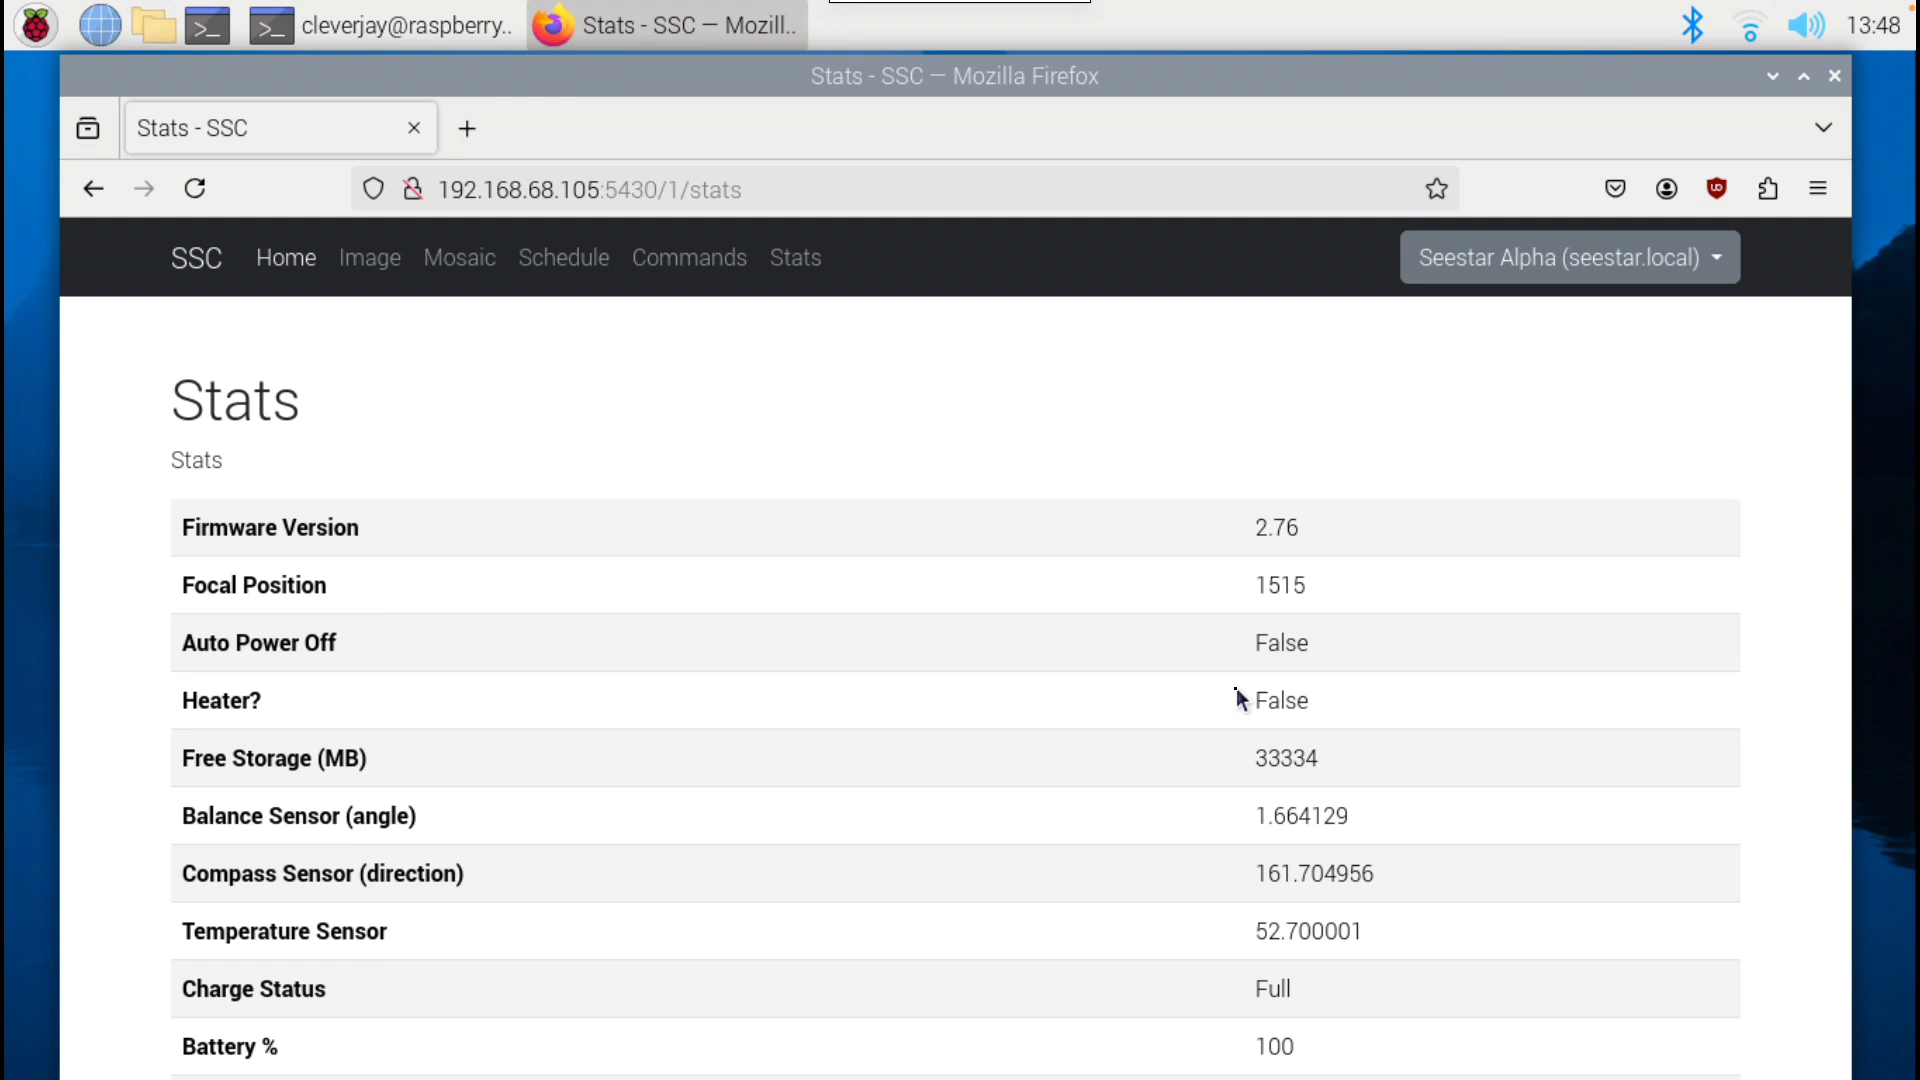 cleverjay@raspberry.. Stats - SSC — Mozill.. 13:48
Stats - SSC — Mozilla Firefox
Stats - SSC
192.168.68.105:5430/1/stats
SSC Home Image Mosaic Schedule Commands Stats Seestar Alpha (seestar.local)
Stats
Stats
Firmware Version 2.76
Focal Position 1515
Auto Power Off False
Heater? False
Free Storage (MB) 33334
Balance Sensor (angle) 1.664129
Compass Sensor (direction) 161.704956
Temperature Sensor 52.700001
Charge Status Full
Battery % 100